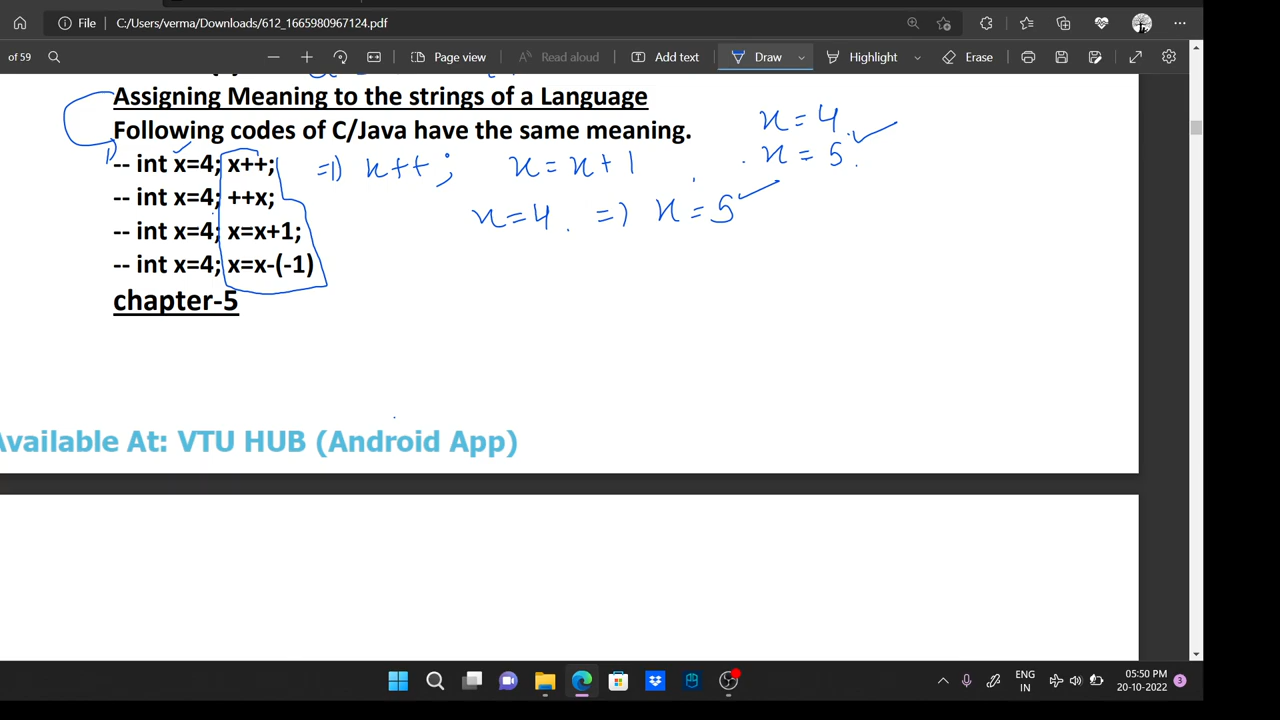 File C:/Users/verma/Downloads/612_1665980967124.pdf
of 59 Page view Read aloud Add text Draw Highlight Erase
Assigning Meaning to the strings of a Language
Following codes of C/Java have the same meaning.
x = 4
x = 5
1)
-- int x=4; x++; => x++; x = x + 1
-- int x=4; ++x; x = 4. => x = 5
-- int x=4; x=x+1;
-- int x=4; x=x-(-1)
chapter-5
Available At: VTU HUB (Android App)
ENG
IN
05:50 PM
20-10-2022
3